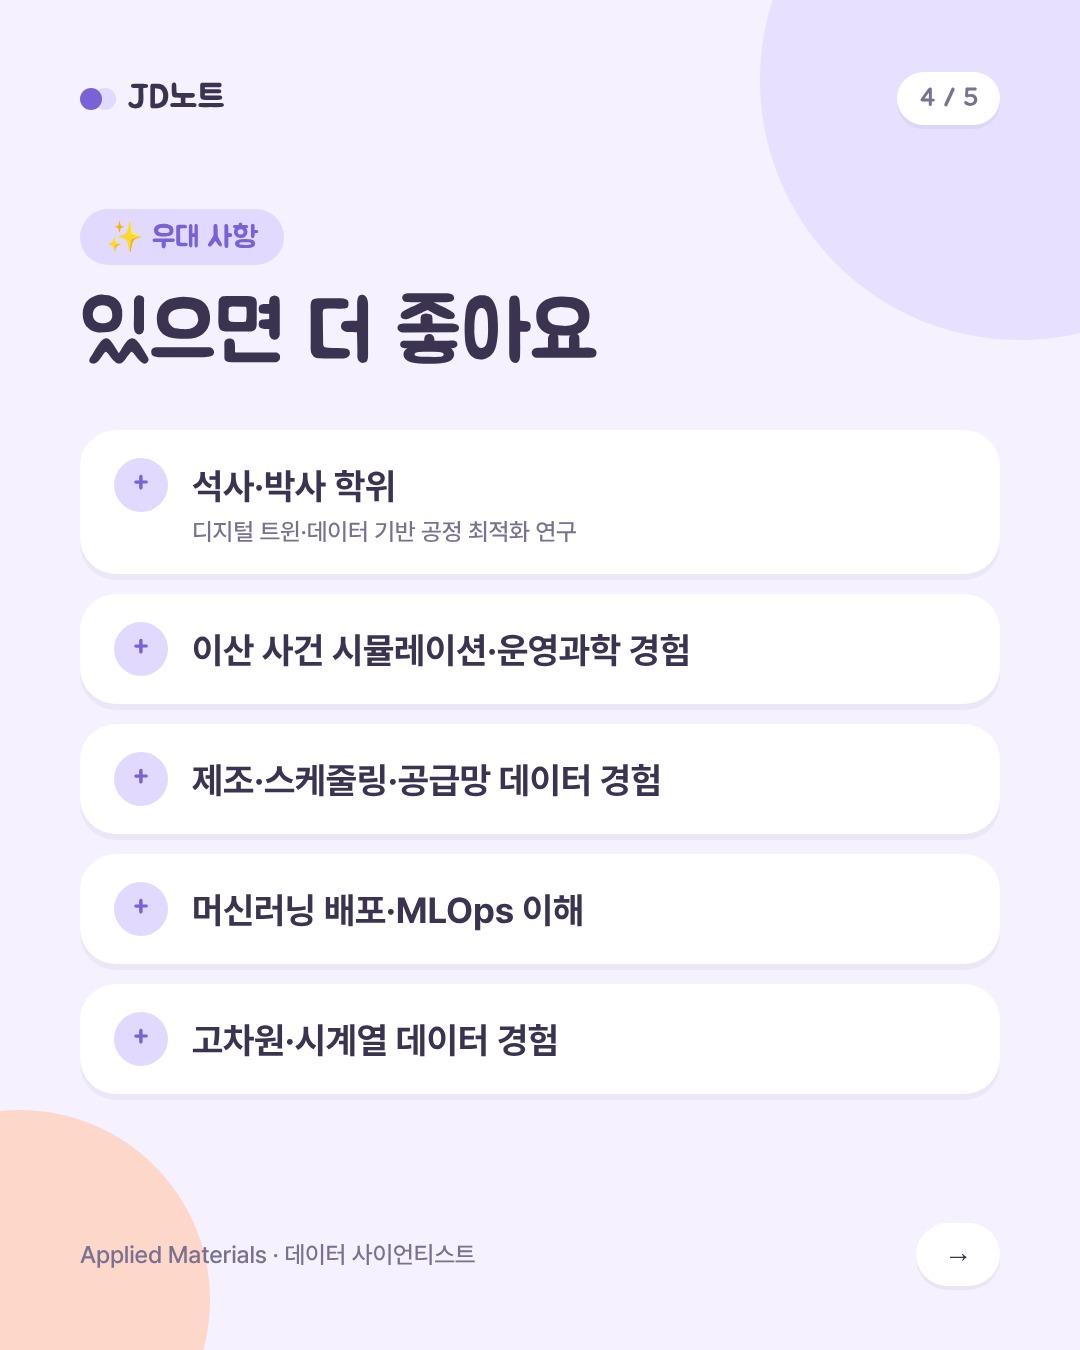 JD노트
4 / 5
✨ 우대 사항
있으면 더 좋아요
+ 석사·박사 학위
디지털 트윈·데이터 기반 공정 최적화 연구
+ 이산 사건 시뮬레이션·운영과학 경험
+ 제조·스케줄링·공급망 데이터 경험
+ 머신러닝 배포·MLOps 이해
+ 고차원·시계열 데이터 경험
Applied Materials · 데이터 사이언티스트
→